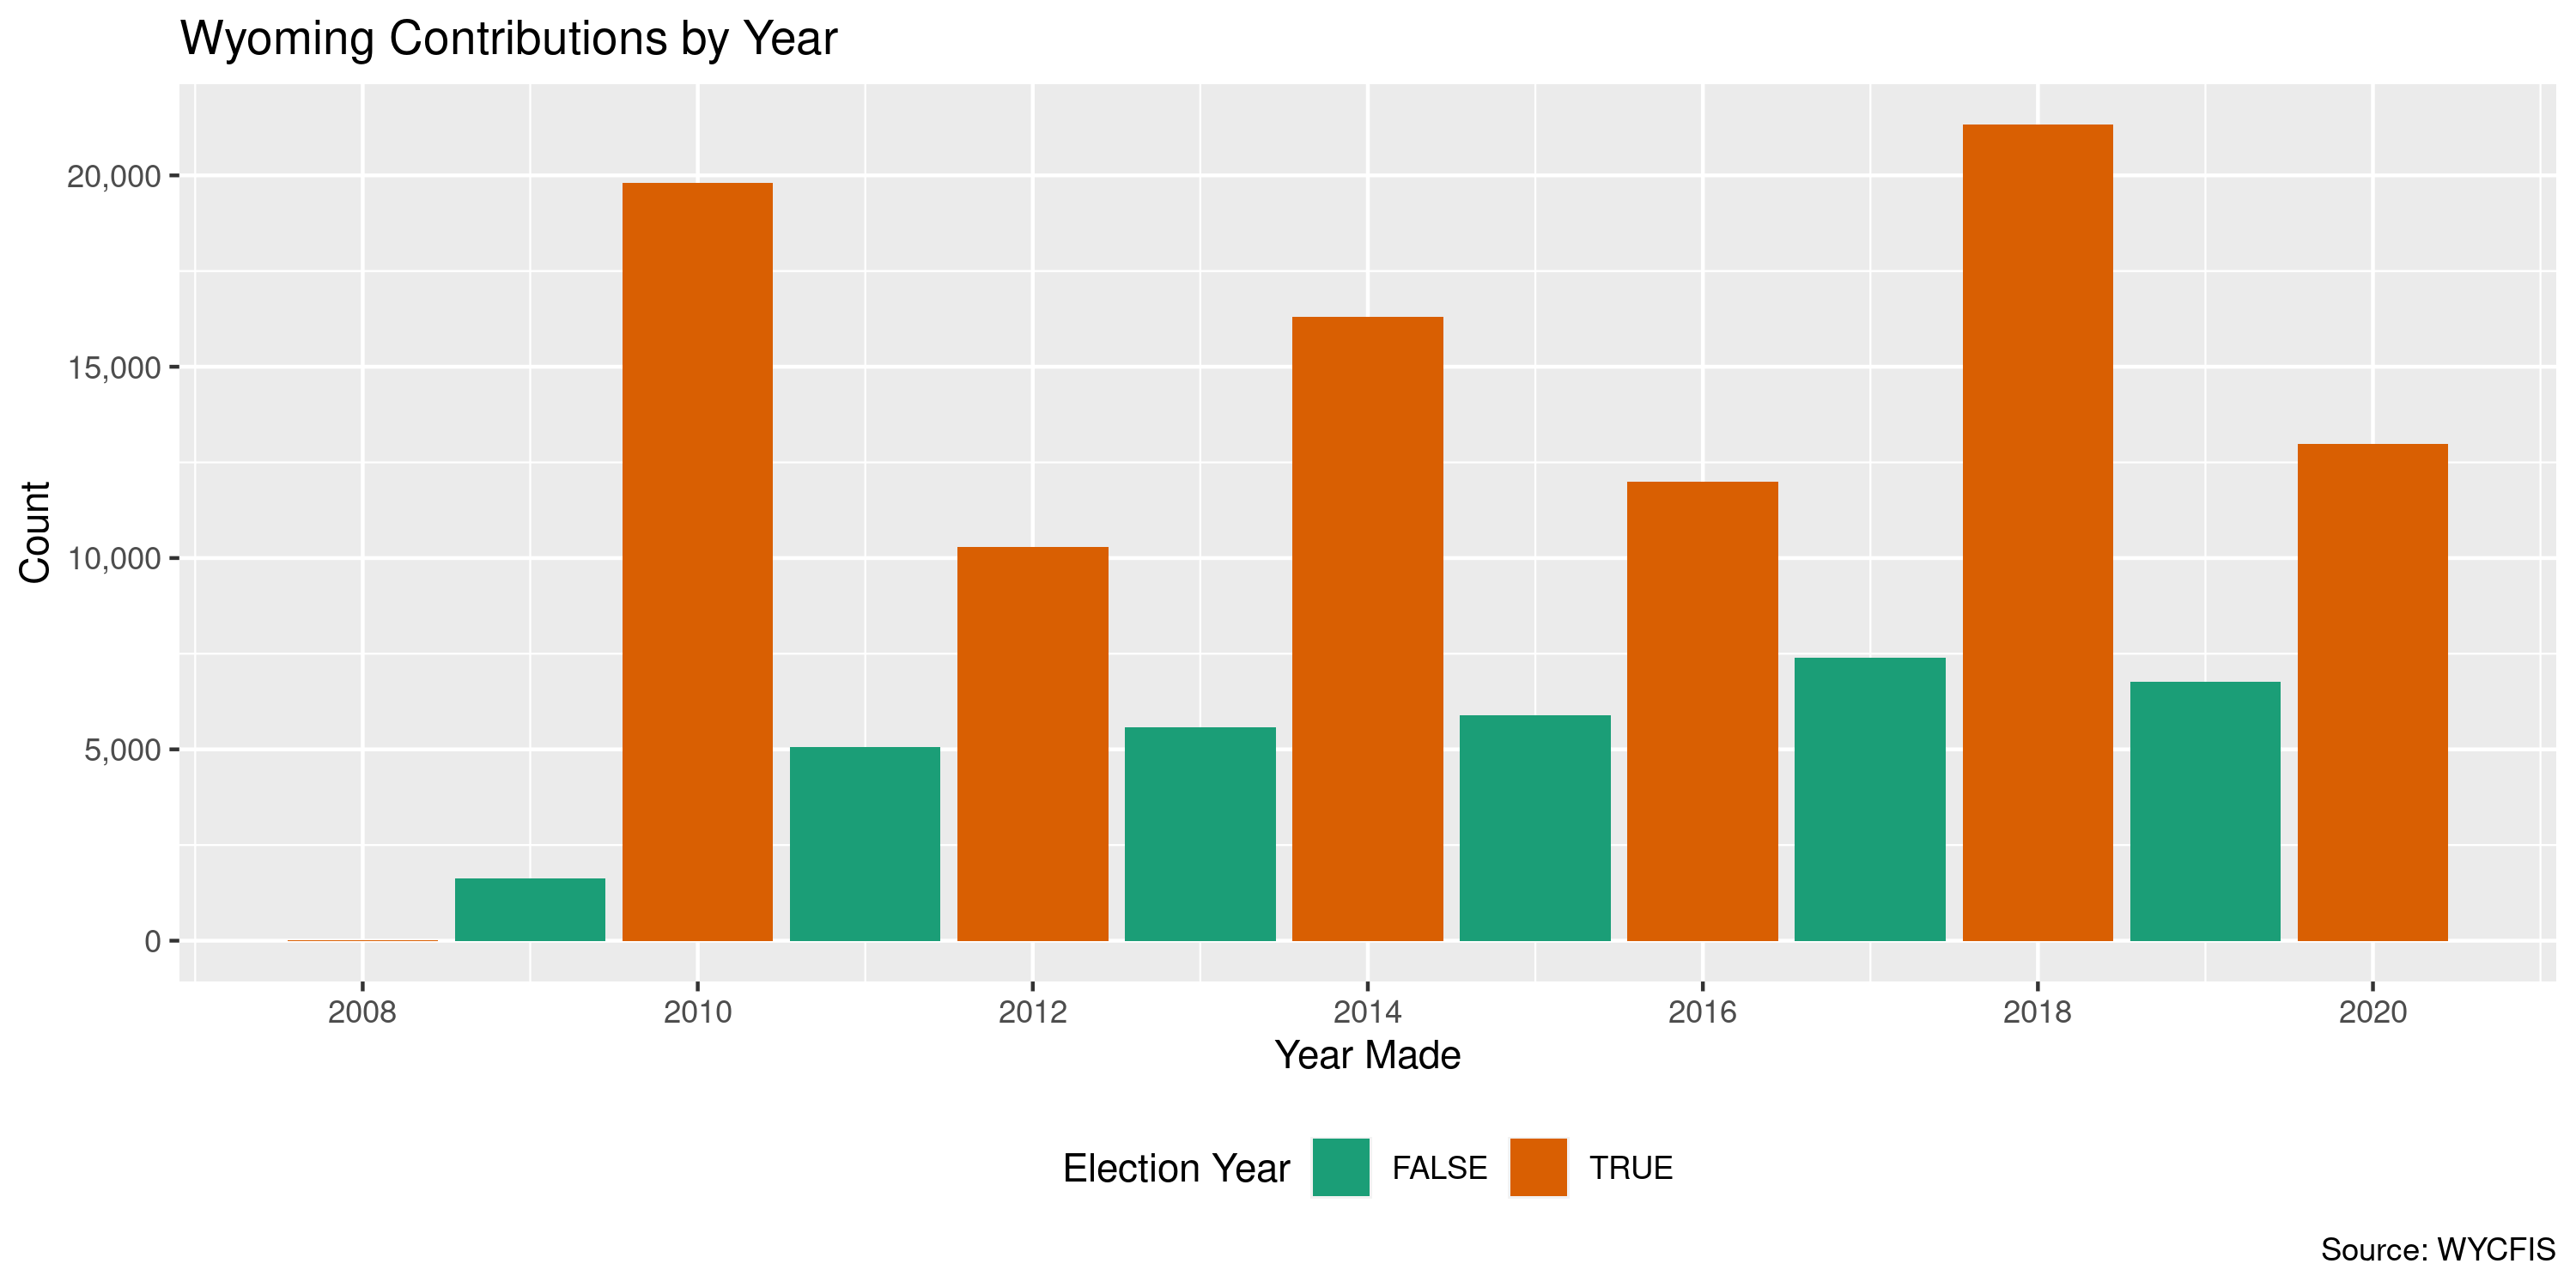 Wyoming Contributions by Year
20,000
15,000
10,000
5,000
0
Count
2008 2010 2012 2014 2016 2018 2020
Year Made
Election Year FALSE TRUE
Source: WYCFIS